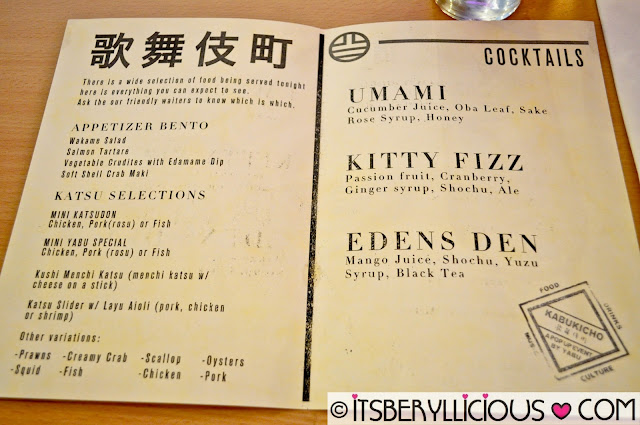 歌舞伎町
There is a wide selection of food being served tonight
here is everything you can expect to see.
Ask the our friendly waiters to know which is which.
APPETIZER BENTO
Wakame Salad
Salmon Tartare
Vegetable Crudites with Edamame Dip
Soft Shell Crab Maki
KATSU SELECTIONS
MINI KATSUDON
Chicken, Pork(rosu) or Fish
MINI YABU SPECIAL
Chicken, Pork(rosu) or Fish
Kushi Menchi Katsu (menchi katsu w/
cheese on a stick)
Katsu Slider w/ Layu Aioli (pork, chicken
or shrimp)
Other variations:
-Prawns -Creamy Crab -Scallop -Oysters
-Squid -Fish -Chicken -Pork
COCKTAILS
UMAMI
Cucumber Juice, Oba Leaf, Sake
Rose Syrup, Honey
KITTY FIZZ
Passion fruit, Cranberry,
Ginger syrup, Shochu, Ale
EDENS DEN
Mango Juice, Shochu, Yuzu
Syrup, Black Tea
FOOD
DRINKS
KABUKICHO
A POPUP EVENT
BY YABU
CULTURE
© ITSBERYLLICIOUS COM